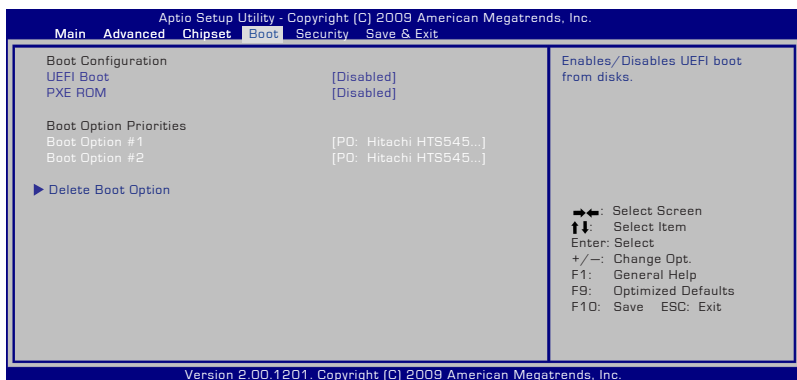 Aptio Setup Utility - Copyright (C) 2009 American Megatrends, Inc.
Main Advanced Chipset Boot Security Save & Exit
Boot Configuration
UEFI Boot [Disabled]
PXE ROM [Disabled]
Boot Option Priorities
Boot Option #1 [P0: Hitachi HTS545...]
Boot Option #2 [P0: Hitachi HTS545...]
Delete Boot Option
Enables/Disables UEFI boot
from disks.
: Select Screen
: Select Item
Enter: Select
+/—: Change Opt.
F1: General Help
F9: Optimized Defaults
F10: Save ESC: Exit
Version 2.00.1201. Copyright (C) 2009 American Megatrends, Inc.